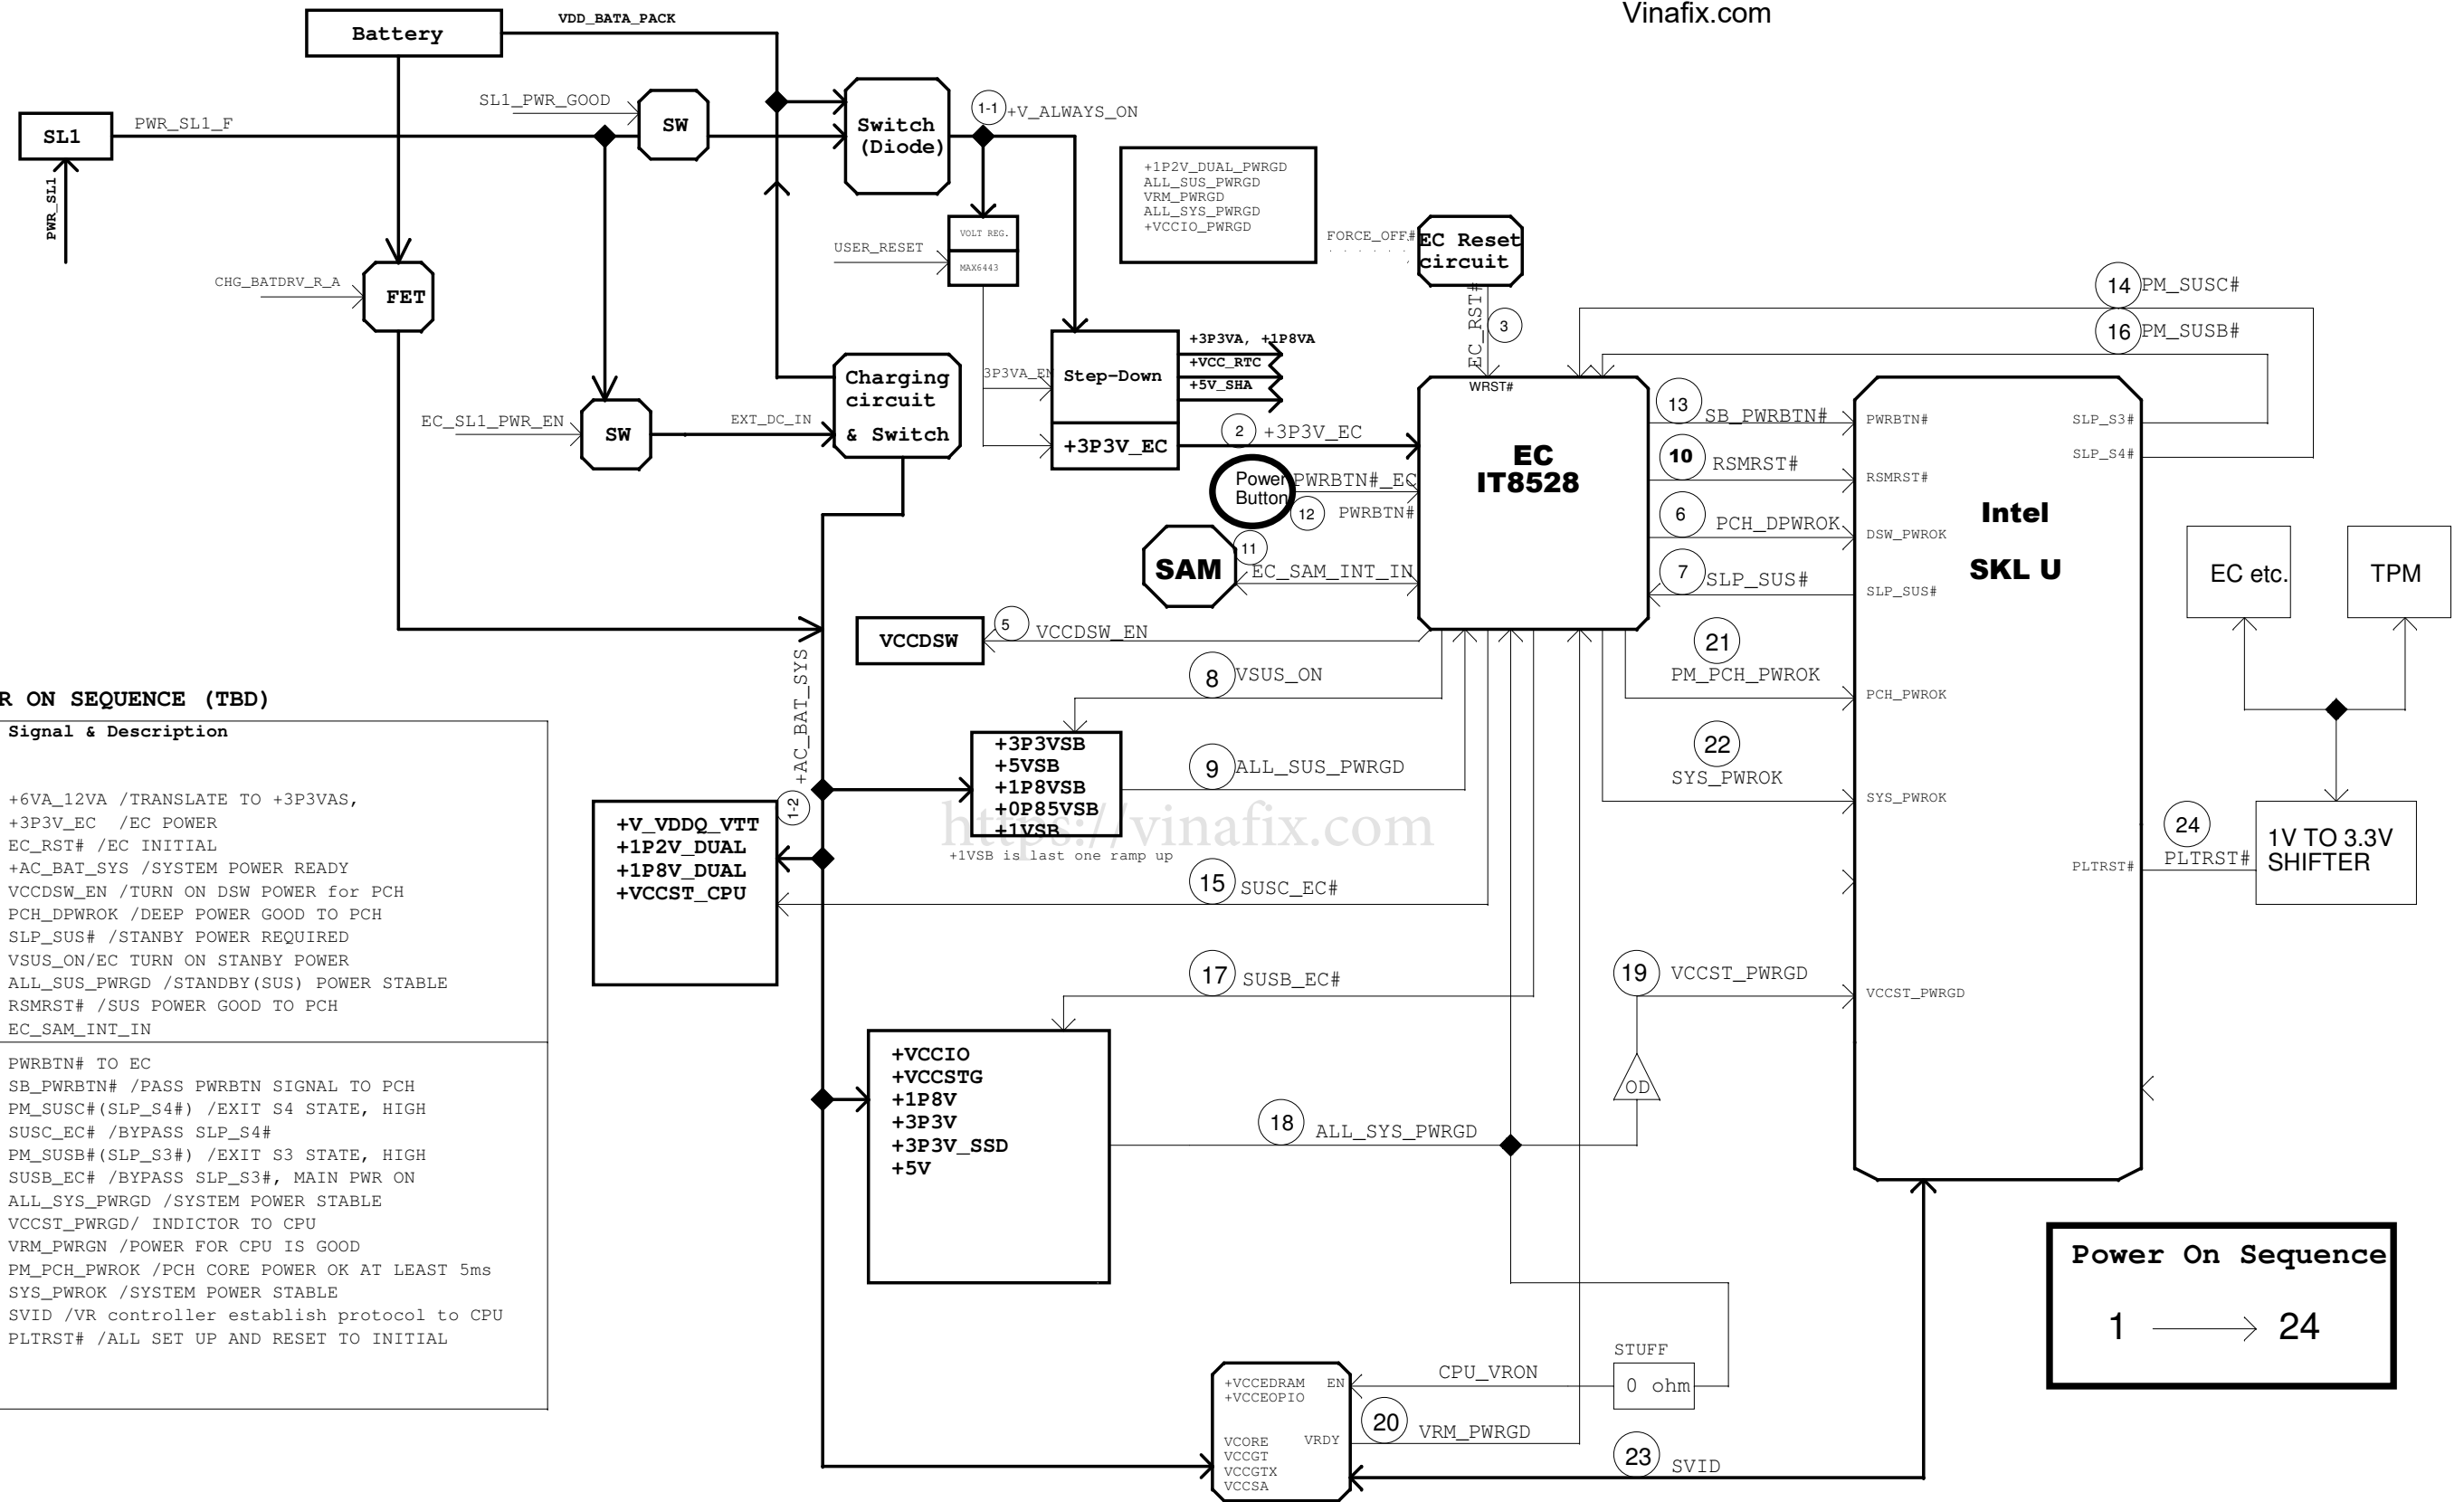 Vinafix.com
Battery
VDD_BATA_PACK
SL1
PWR_SL1_F
PWR_SL1
SL1_PWR_GOOD
SW
Switch
(Diode)
1-1
+V_ALWAYS_ON
VOLT REG.
MAX6443
USER_RESET
+1P2V_DUAL_PWRGD
ALL_SUS_PWRGD
VRM_PWRGD
ALL_SYS_PWRGD
+VCCIO_PWRGD
FORCE_OFF#
EC Reset
circuit
EC_RST#
3
CHG_BATDRV_R_A
FET
3P3VA_EN
Step-Down
+3P3VA, +1P8VA
+VCC_RTC
+5V_SHA
+3P3V_EC
2
+3P3V_EC
EC_SL1_PWR_EN
SW
EXT_DC_IN
Charging
circuit
& Switch
14
PM_SUSC#
16
PM_SUSB#
WRST#
EC
IT8528
Power
Button
PWRBTN#_EC
12
PWRBTN#
SAM
11
EC_SAM_INT_IN
13
SB_PWRBTN#
10
RSMRST#
6
PCH_DPWROK
7
SLP_SUS#
21
PM_PCH_PWROK
22
SYS_PWROK
PWRBTN#
RSMRST#
DSW_PWROK
SLP_SUS#
PCH_PWROK
SYS_PWROK
VCCST_PWRGD
SLP_S3#
SLP_S4#
Intel
SKL U
PLTRST#
EC etc.
TPM
24
PLTRST#
1V TO 3.3V
SHIFTER
VCCDSW
5
VCCDSW_EN
8
VSUS_ON
+3P3VSB
+5VSB
+1P8VSB
+0P85VSB
+1VSB
+1VSB is last one ramp up
9
ALL_SUS_PWRGD
https://vinafix.com
+AC_BAT_SYS
1-2
+V_VDDQ_VTT
+1P2V_DUAL
+1P8V_DUAL
+VCCST_CPU
15
SUSC_EC#
17
SUSB_EC#
+VCCIO
+VCCSTG
+1P8V
+3P3V
+3P3V_SSD
+5V
18
ALL_SYS_PWRGD
19
VCCST_PWRGD
OD
STUFF
0 ohm
CPU_VRON
+VCCEDRAM
+VCCEOPIO
EN
VCORE
VCCGT
VCCGTX
VCCSA
VRDY
20
VRM_PWRGD
23
SVID
Power On Sequence
1
24
R ON SEQUENCE (TBD)
Signal & Description
+6VA_12VA /TRANSLATE TO +3P3VAS,
+3P3V_EC /EC POWER
EC_RST# /EC INITIAL
+AC_BAT_SYS /SYSTEM POWER READY
VCCDSW_EN /TURN ON DSW POWER for PCH
PCH_DPWROK /DEEP POWER GOOD TO PCH
SLP_SUS# /STANBY POWER REQUIRED
VSUS_ON/EC TURN ON STANBY POWER
ALL_SUS_PWRGD /STANDBY(SUS) POWER STABLE
RSMRST# /SUS POWER GOOD TO PCH
EC_SAM_INT_IN
PWRBTN# TO EC
SB_PWRBTN# /PASS PWRBTN SIGNAL TO PCH
PM_SUSC#(SLP_S4#) /EXIT S4 STATE, HIGH
SUSC_EC# /BYPASS SLP_S4#
PM_SUSB#(SLP_S3#) /EXIT S3 STATE, HIGH
SUSB_EC# /BYPASS SLP_S3#, MAIN PWR ON
ALL_SYS_PWRGD /SYSTEM POWER STABLE
VCCST_PWRGD/ INDICTOR TO CPU
VRM_PWRGN /POWER FOR CPU IS GOOD
PM_PCH_PWROK /PCH CORE POWER OK AT LEAST 5ms
SYS_PWROK /SYSTEM POWER STABLE
SVID /VR controller establish protocol to CPU
PLTRST# /ALL SET UP AND RESET TO INITIAL